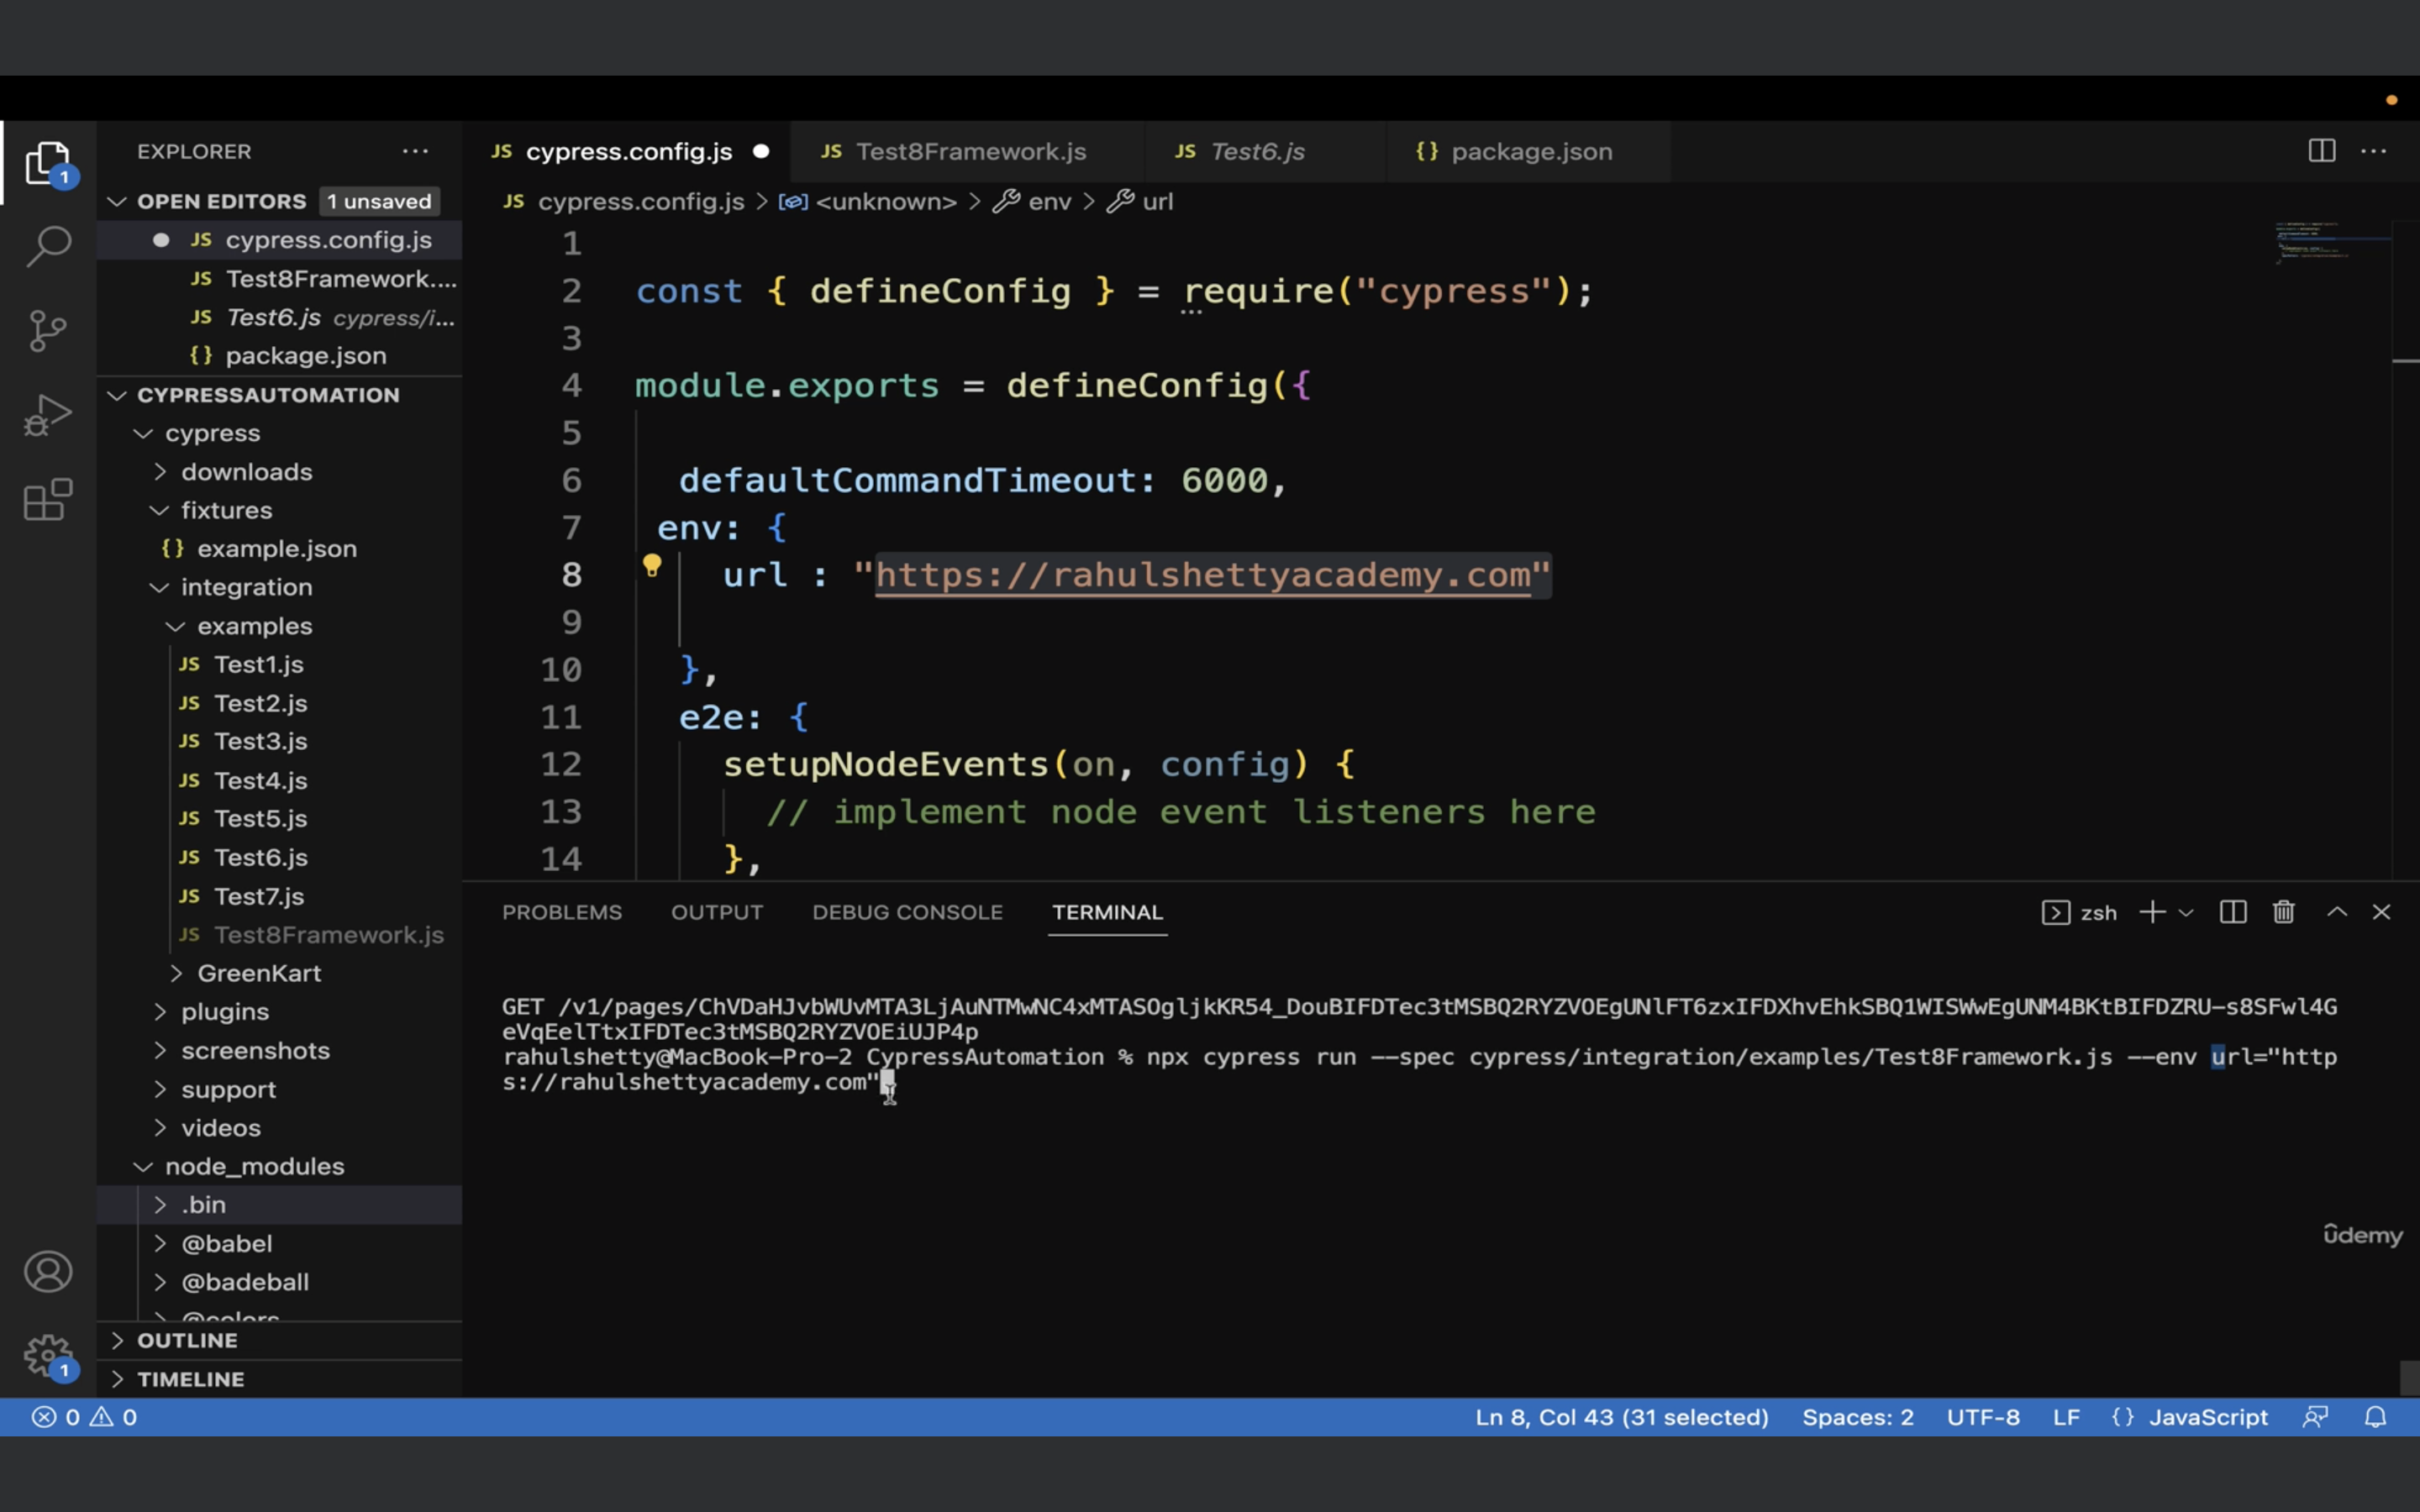 EXPLORER ...
OPEN EDITORS 1 unsaved
JS cypress.config.js
JS Test8Framework....
JS Test6.js cypress/i...
{} package.json
CYPRESSAUTOMATION
cypress
downloads
fixtures
{} example.json
integration
examples
JS Test1.js
JS Test2.js
JS Test3.js
JS Test4.js
JS Test5.js
JS Test6.js
JS Test7.js
JS Test8Framework.js
GreenKart
plugins
screenshots
support
videos
node_modules
.bin
@babel
@badeball
@colors
OUTLINE
TIMELINE
1
1
JS cypress.config.js JS Test8Framework.js JS Test6.js {} package.json
JS cypress.config.js > <unknown> > env > url
1
2 const { defineConfig } = require("cypress");
3
4 module.exports = defineConfig({
5
6 defaultCommandTimeout: 6000,
7 env: {
8 url : "https://rahulshettyacademy.com"
9
10 },
11 e2e: {
12 setupNodeEvents(on, config) {
13 // implement node event listeners here
14 },
PROBLEMS OUTPUT DEBUG CONSOLE TERMINAL zsh
rahulshetty@MacBook-Pro-2 CypressAutomation % npx cypress run --spec cypress/integration/examples/Test8Framework.js --env url="http
s://rahulshettyacademy.com"
ûdemy
0 0 Ln 8, Col 43 (31 selected) Spaces: 2 UTF-8 LF {} JavaScript